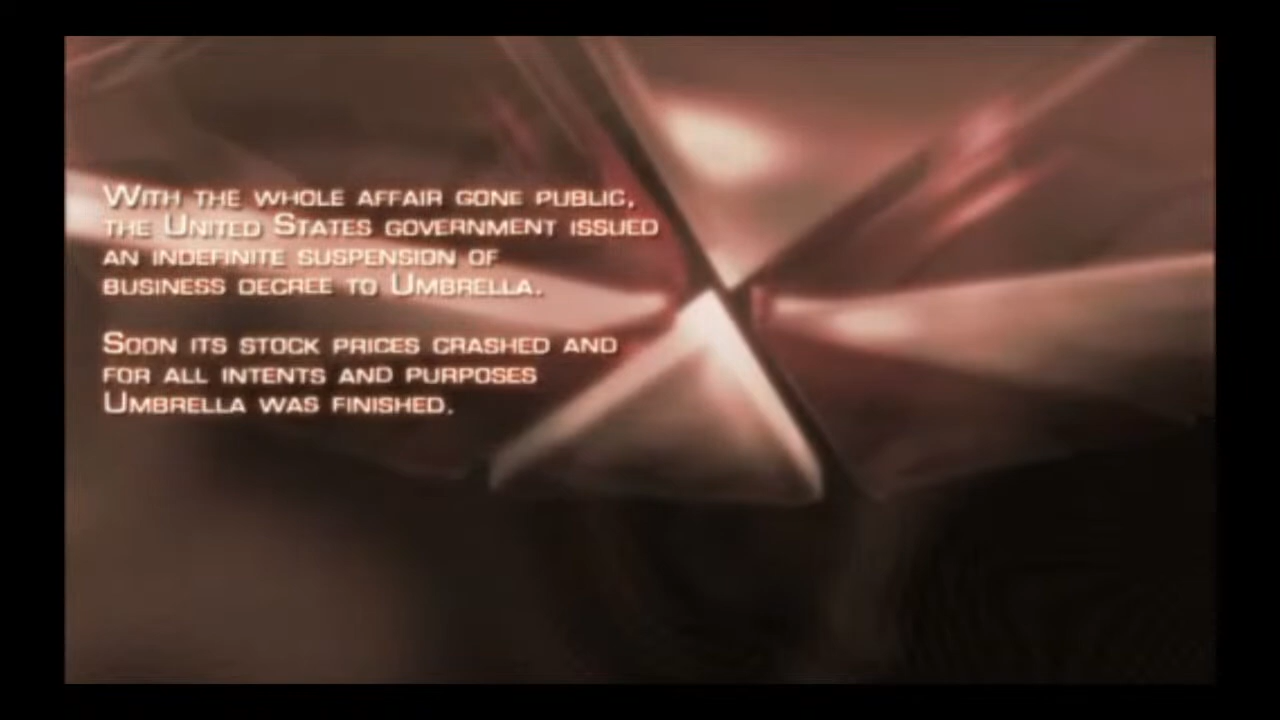 With the whole affair gone public,
the United States government issued
an indefinite suspension of
business decree to Umbrella.
Soon its stock prices crashed and
for all intents and purposes
Umbrella was finished.